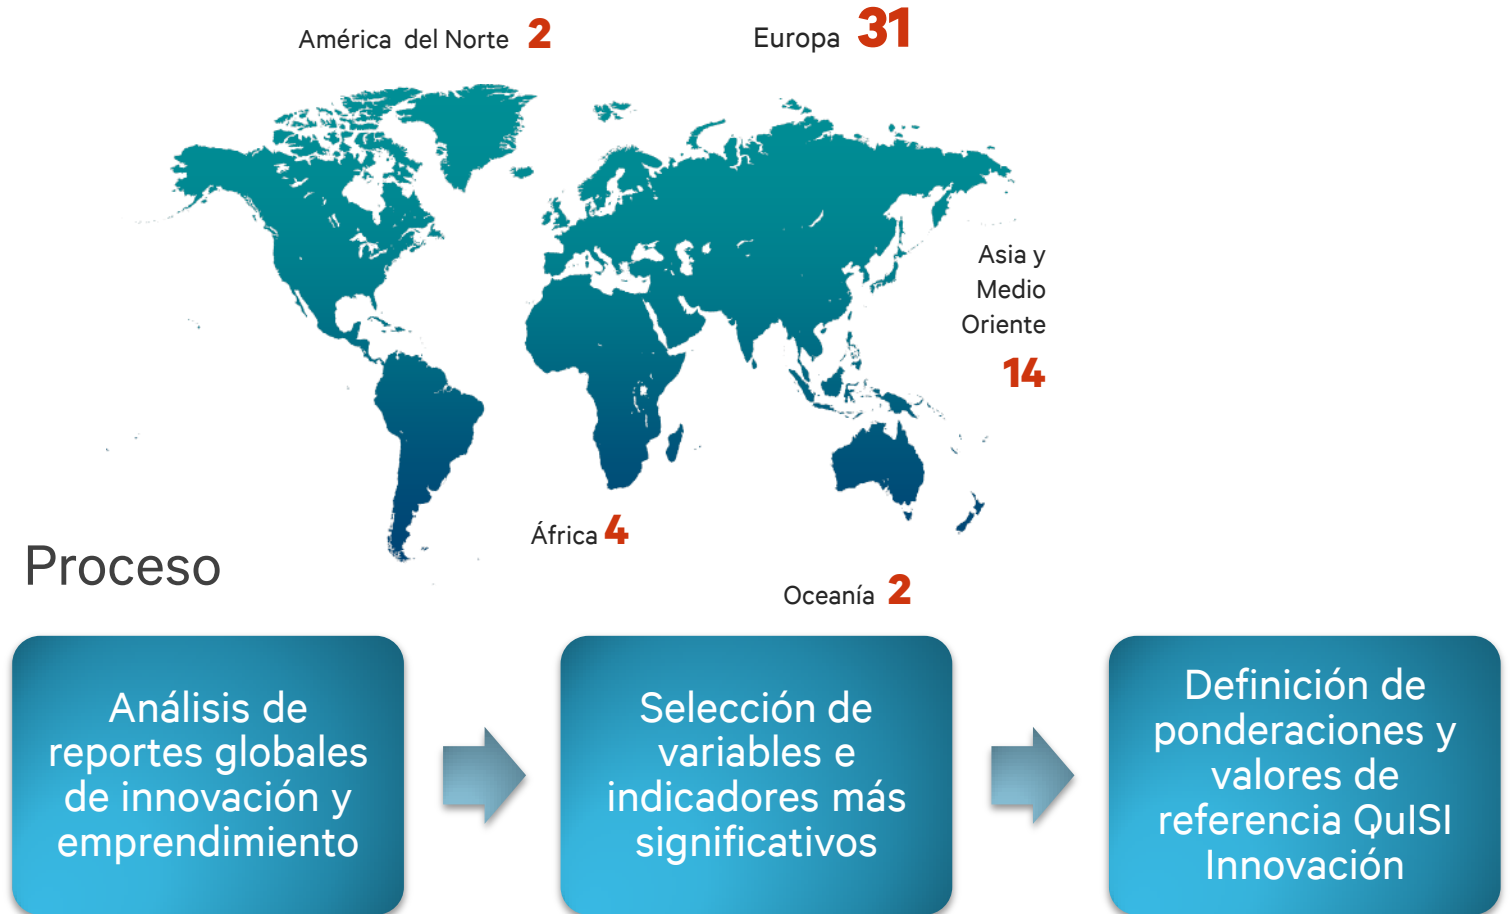 América del Norte 2
Europa 31
Asia y
Medio
Oriente
14
África 4
Oceanía 2
Proceso
Análisis de
reportes globales
de innovación y
emprendimiento
Selección de
variables e
indicadores más
significativos
Definición de
ponderaciones y
valores de
referencia QuISI
Innovación